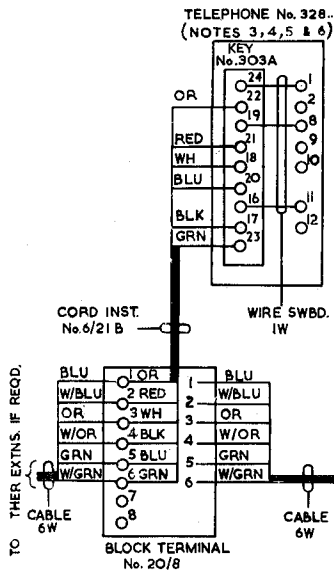 TELEPHONE No. 328..
(NOTES 3,4,5 & 6)
KEY
No.303A
24 1
OR 22 2
19 8
RED 21 9
WH 18 10
BLU 20
16 11
BLK 17 12
GRN 23
CORD INST.
No.6/21 B
WIRE SWBD.
1W
BLU 1 OR 1 BLU
W/BLU 2 RED 2 W/BLU
OR 3 WH 3 OR
W/OR 4 BLK 4 W/OR
GRN 5 BLU 5 GRN
W/GRN 6 GRN 6 W/GRN
7
8
TO THER EXTNS. IF REQD.
CABLE
6W
CABLE
6W
BLOCK TERMINAL
No. 20/8